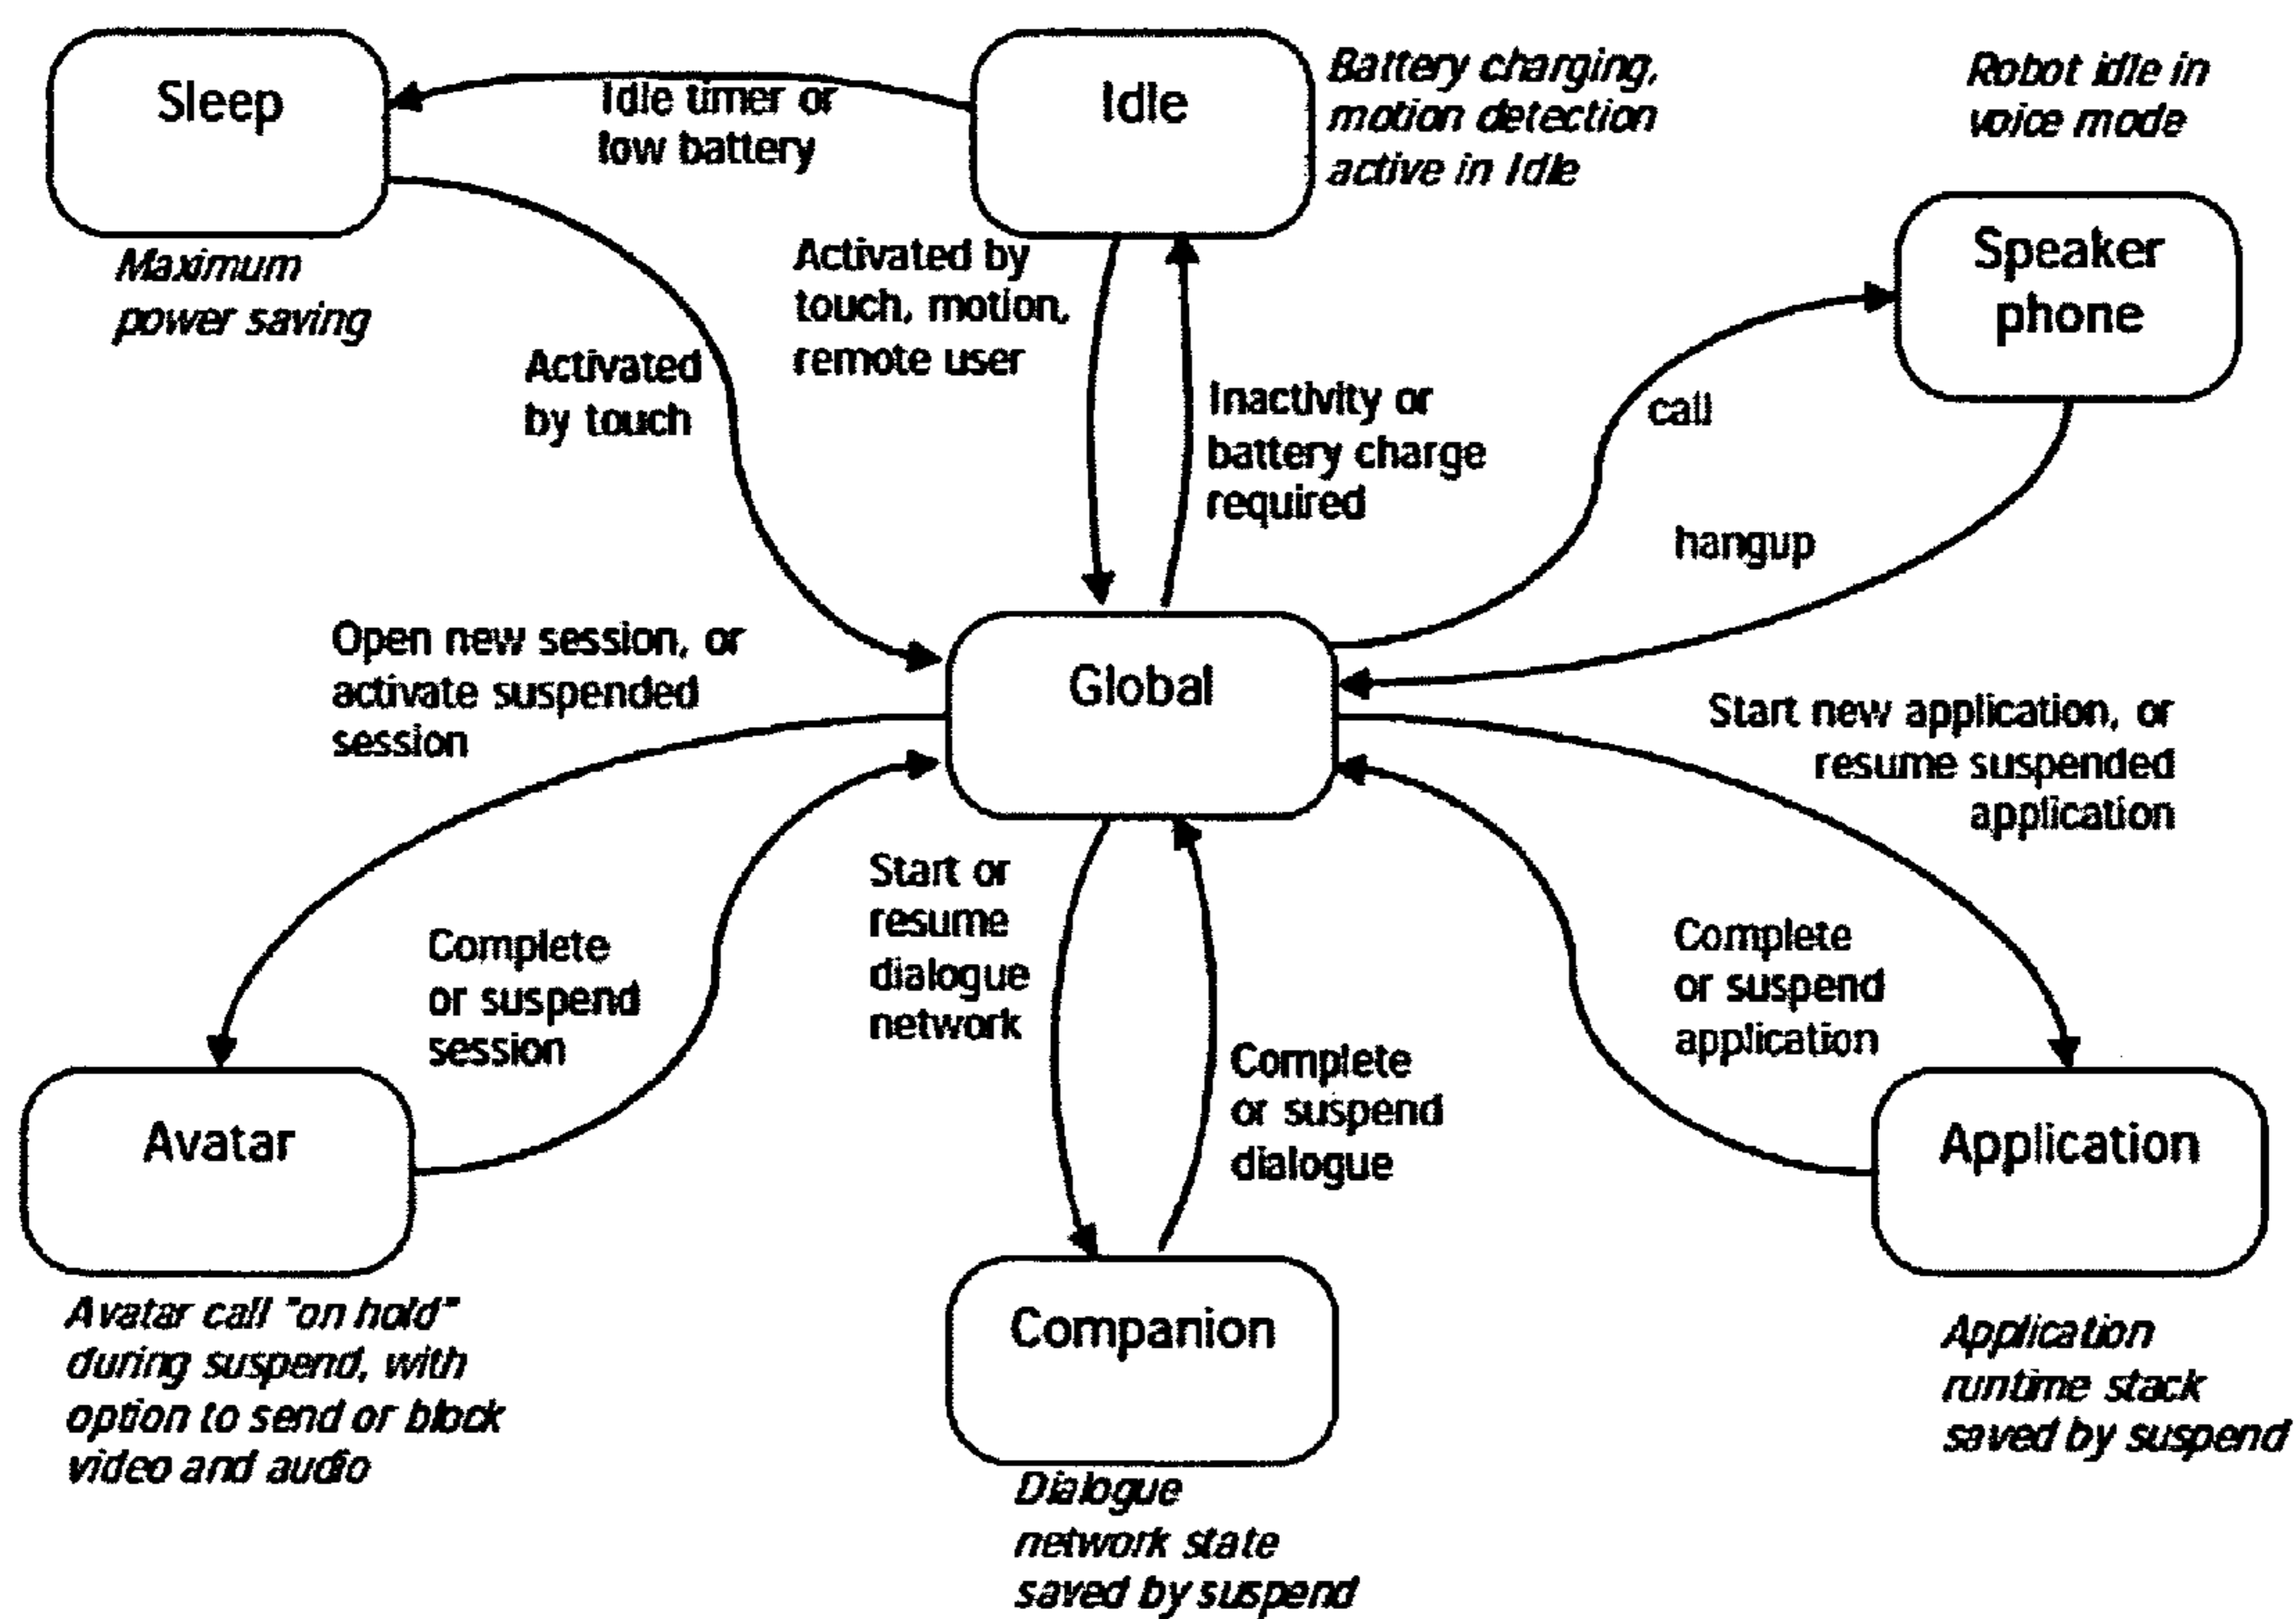 Sleep
Idle timer or
low battery
Idle
Battery charging,
motion detection
active in Idle
Robot idle in
voice mode
Maximum
power saving
Activated by
touch, motion,
remote user
Speaker
phone
Activated
by touch
Inactivity or
battery charge
required
call
hangup
Open new session, or
activate suspended
session
Global
Start new application, or
resume suspended
application
Start or
resume
dialogue
network
Complete
or suspend
session
Complete
or suspend
application
Complete
or suspend
dialogue
Avatar
Application
Companion
Avatar call "on hold"
during suspend, with
option to send or block
video and audio
Application
runtime stack
saved by suspend
Dialogue
network state
saved by suspend